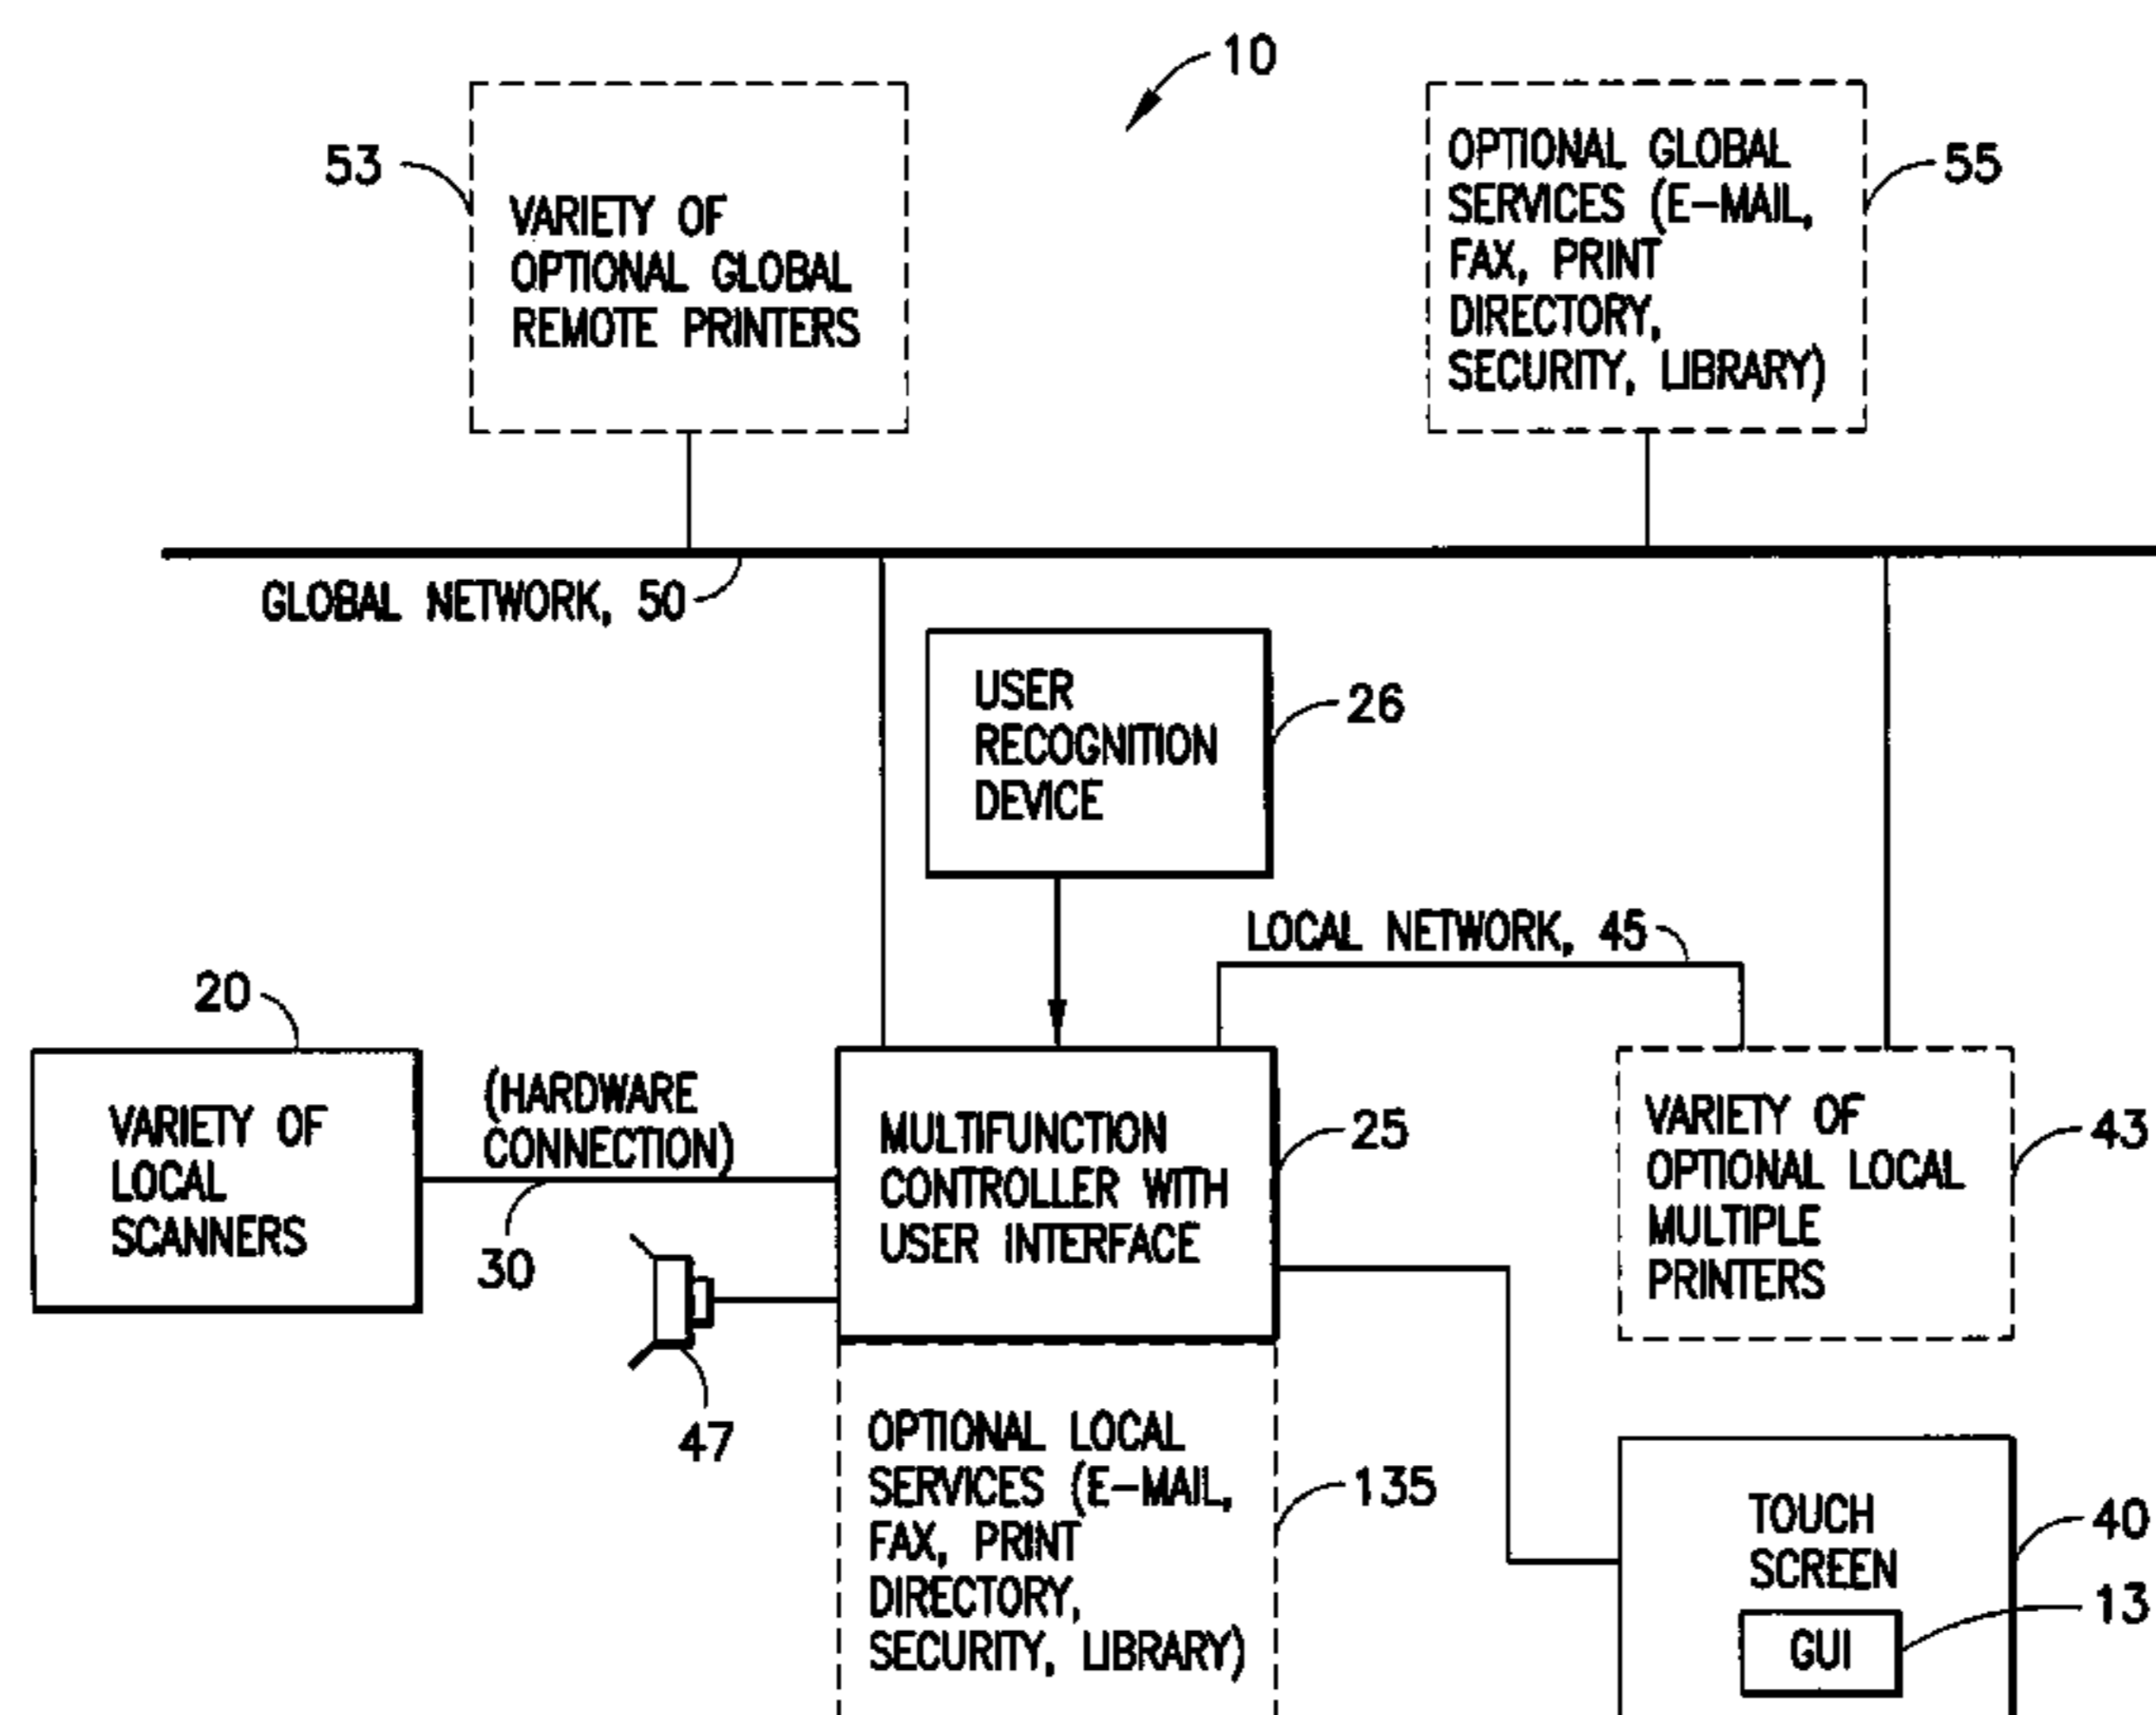 10
53
VARIETY OF
OPTIONAL GLOBAL
REMOTE PRINTERS
OPTIONAL GLOBAL
SERVICES (E-MAIL,
FAX, PRINT
DIRECTORY,
SECURITY, LIBRARY)
55
GLOBAL NETWORK, 50
USER
RECOGNITION
DEVICE
26
LOCAL NETWORK, 45
20
VARIETY OF
LOCAL
SCANNERS
(HARDWARE
CONNECTION)
30
47
MULTIFUNCTION
CONTROLLER WITH
USER INTERFACE
25
VARIETY OF
OPTIONAL LOCAL
MULTIPLE
PRINTERS
43
OPTIONAL LOCAL
SERVICES (E-MAIL,
FAX, PRINT
DIRECTORY,
SECURITY, LIBRARY)
135
TOUCH
SCREEN
40
GUI
13